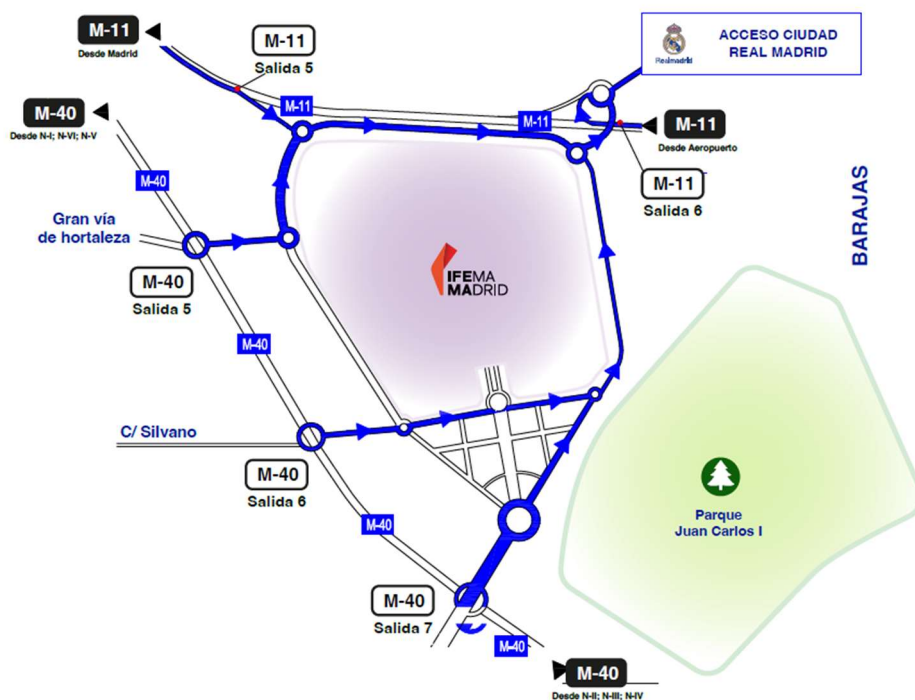 M-11
Desde Madrid
M-11
Salida 5
Realmadrid
ACCESO CIUDAD
REAL MADRID
M-40
Desde N-I; N-VI; N-V
M-11
M-11
M-11
Desde Aeropuerto
M-40
M-11
Salida 6
BARAJAS
Gran vía
de hortaleza
M-40
Salida 5
IFEMA
MADRID
M-40
C/ Silvano
M-40
Salida 6
M-40
Parque
Juan Carlos I
M-40
Salida 7
M-40
M-40
Desde N-II; N-III; N-IV